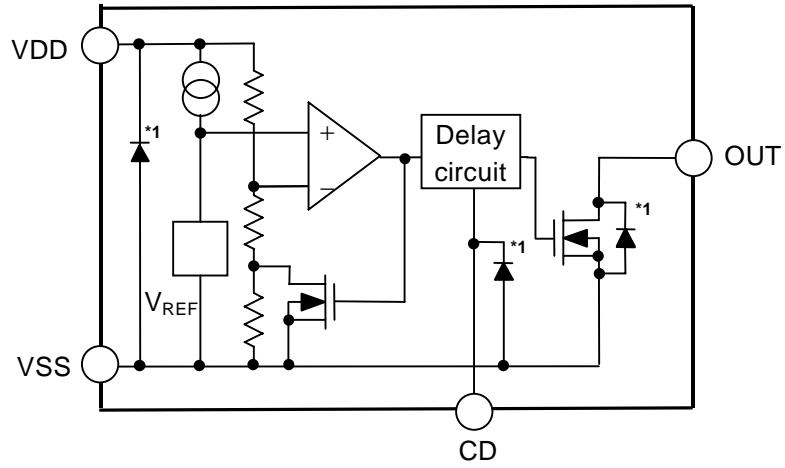 VDD
*1
+
−
Delay
circuit
OUT
*1
*1
VREF
VSS
CD